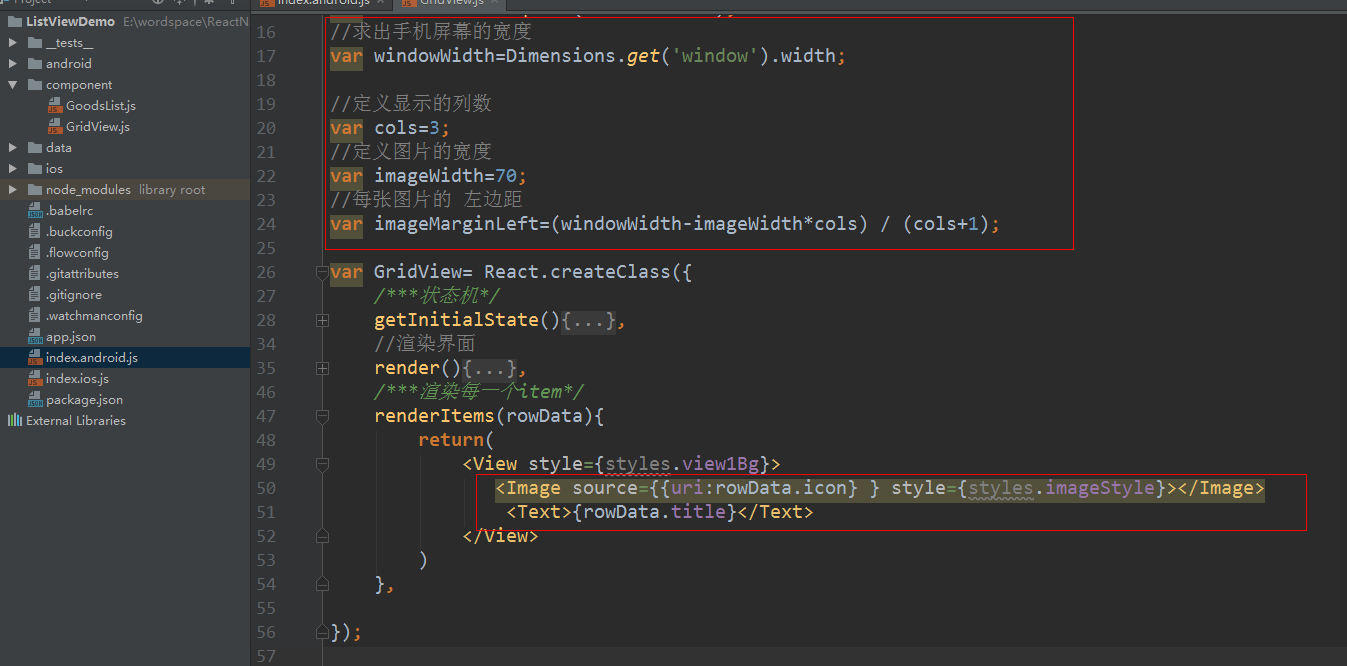 Project
ListViewDemo E:\wordspace\ReactN
__tests__
android
component
GoodsList.js
GridView.js
data
ios
node_modules library root
.babelrc
.buckconfig
.flowconfig
.gitattributes
.gitignore
.watchmanconfig
app.json
index.android.js
index.ios.js
package.json
External Libraries
index.android.js GridView.js
16 //求出手机屏幕的宽度
17 var windowWidth=Dimensions.get('window').width;
18
19 //定义显示的列数
20 var cols=3;
21 //定义图片的宽度
22 var imageWidth=70;
23 //每张图片的 左边距
24 var imageMarginLeft=(windowWidth-imageWidth*cols) / (cols+1);
25
26 var GridView= React.createClass({
27 /***状态机*/
28 getInitialState(){...},
34 //渲染界面
35 render(){...},
46 /***渲染每一个item*/
47 renderItems(rowData){
48 return(
49 <View style={styles.view1Bg}>
50 <Image source={{uri:rowData.icon} } style={styles.imageStyle}></Image>
51 <Text>{rowData.title}</Text>
52 </View>
53 )
54 },
55
56 });
57